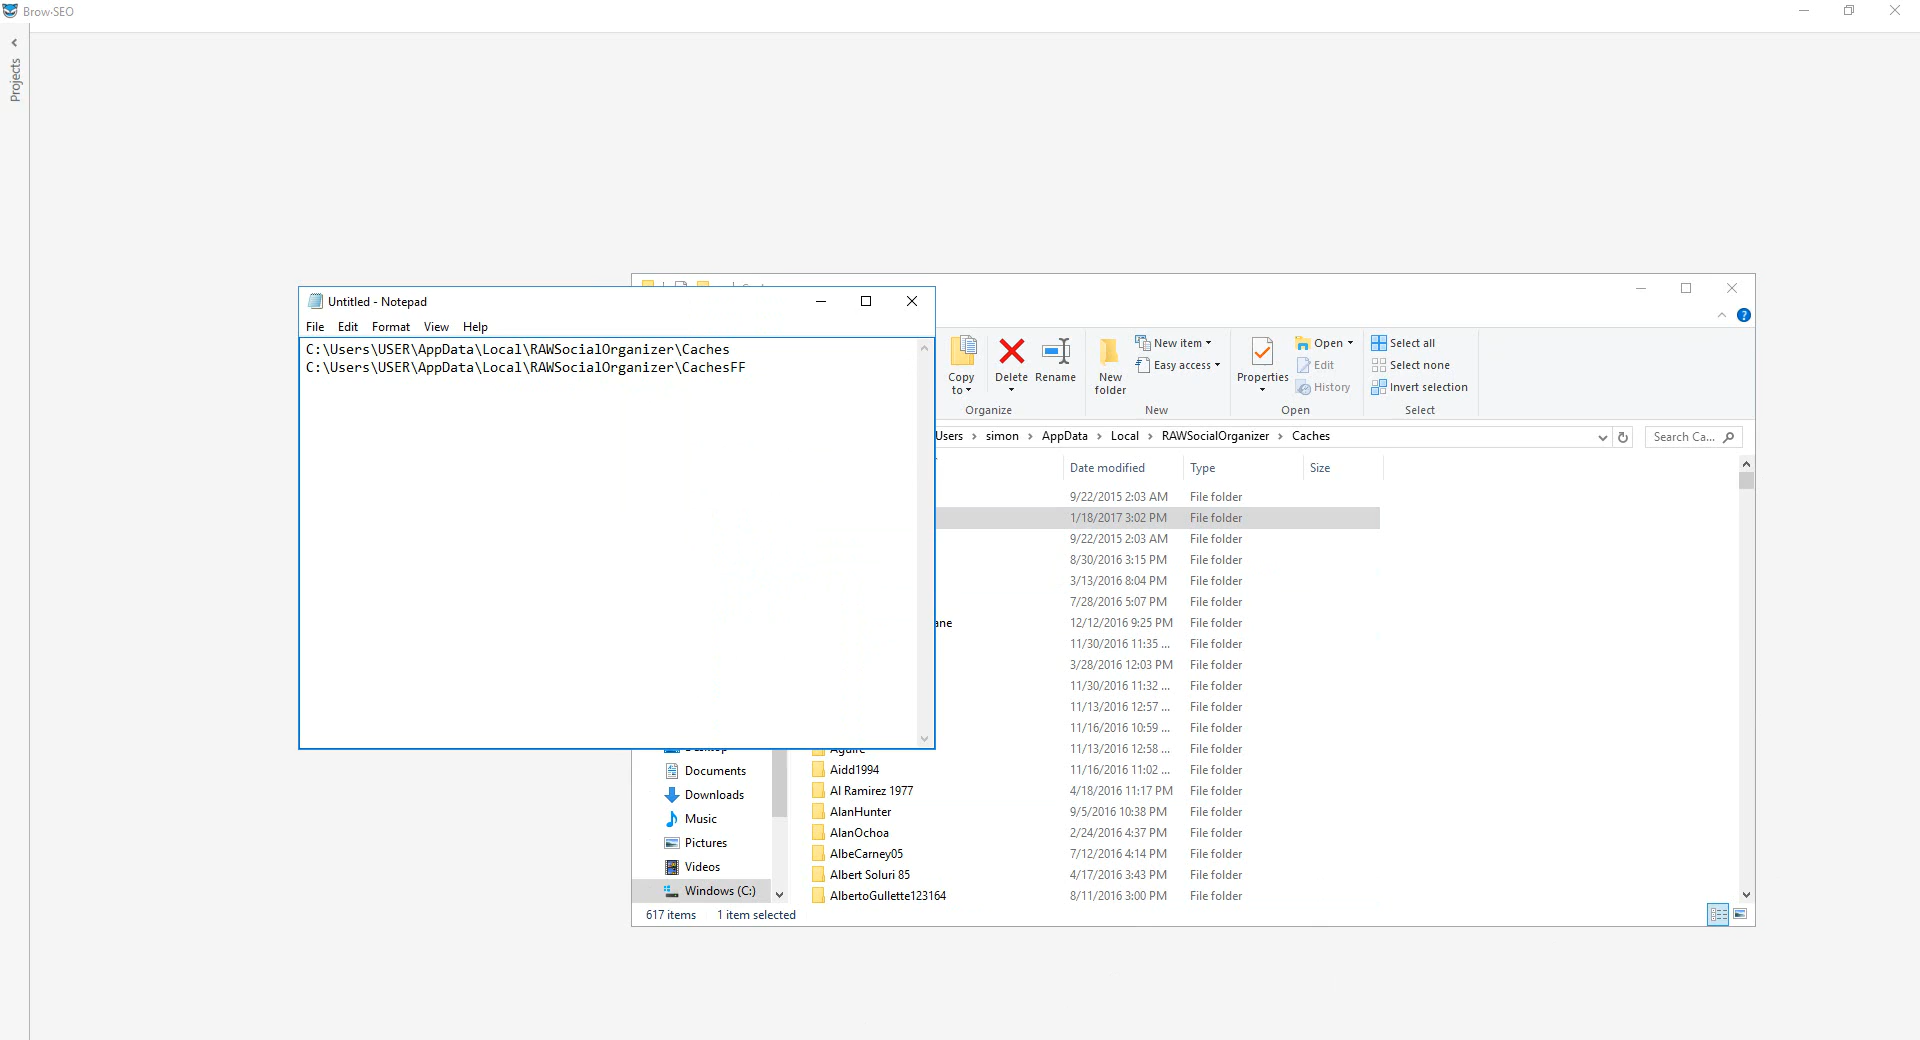 Brow·SEO
Projects
Untitled - Notepad
File Edit Format View Help
C:\Users\USER\AppData\Local\RAWSocialOrganizer\Caches
C:\Users\USER\AppData\Local\RAWSocialOrganizer\CachesFF
Copy to
Delete
Rename
New folder
New item
Easy access
Properties
Open
Edit
History
Select all
Select none
Invert selection
Organize New Open Select
Users > simon > AppData > Local > RAWSocialOrganizer > Caches
Search Ca...
Date modified Type Size
9/22/2015 2:03 AM File folder
1/18/2017 3:02 PM File folder
9/22/2015 2:03 AM File folder
8/30/2016 3:15 PM File folder
3/13/2016 8:04 PM File folder
7/28/2016 5:07 PM File folder
ane 12/12/2016 9:25 PM File folder
11/30/2016 11:35 ... File folder
3/28/2016 12:03 PM File folder
11/30/2016 11:32 ... File folder
11/13/2016 12:57 ... File folder
11/16/2016 10:59 ... File folder
11/13/2016 12:58 ... File folder
Documents Aidd1994 11/16/2016 11:02 ... File folder
Downloads Al Ramirez 1977 4/18/2016 11:17 PM File folder
Music AlanHunter 9/5/2016 10:38 PM File folder
Pictures AlanOchoa 2/24/2016 4:37 PM File folder
Videos AlbeCarney05 7/12/2016 4:14 PM File folder
Albert Soluri 85 4/17/2016 3:43 PM File folder
Windows (C:) AlbertoGullette123164 8/11/2016 3:00 PM File folder
617 items 1 item selected